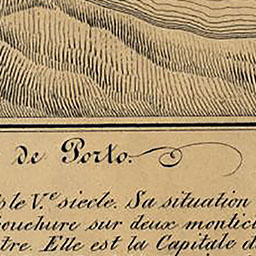 de Porto.
le V.e siecle. Sa situation
bouchure sur deux montic
tre. Elle est la Capitale d